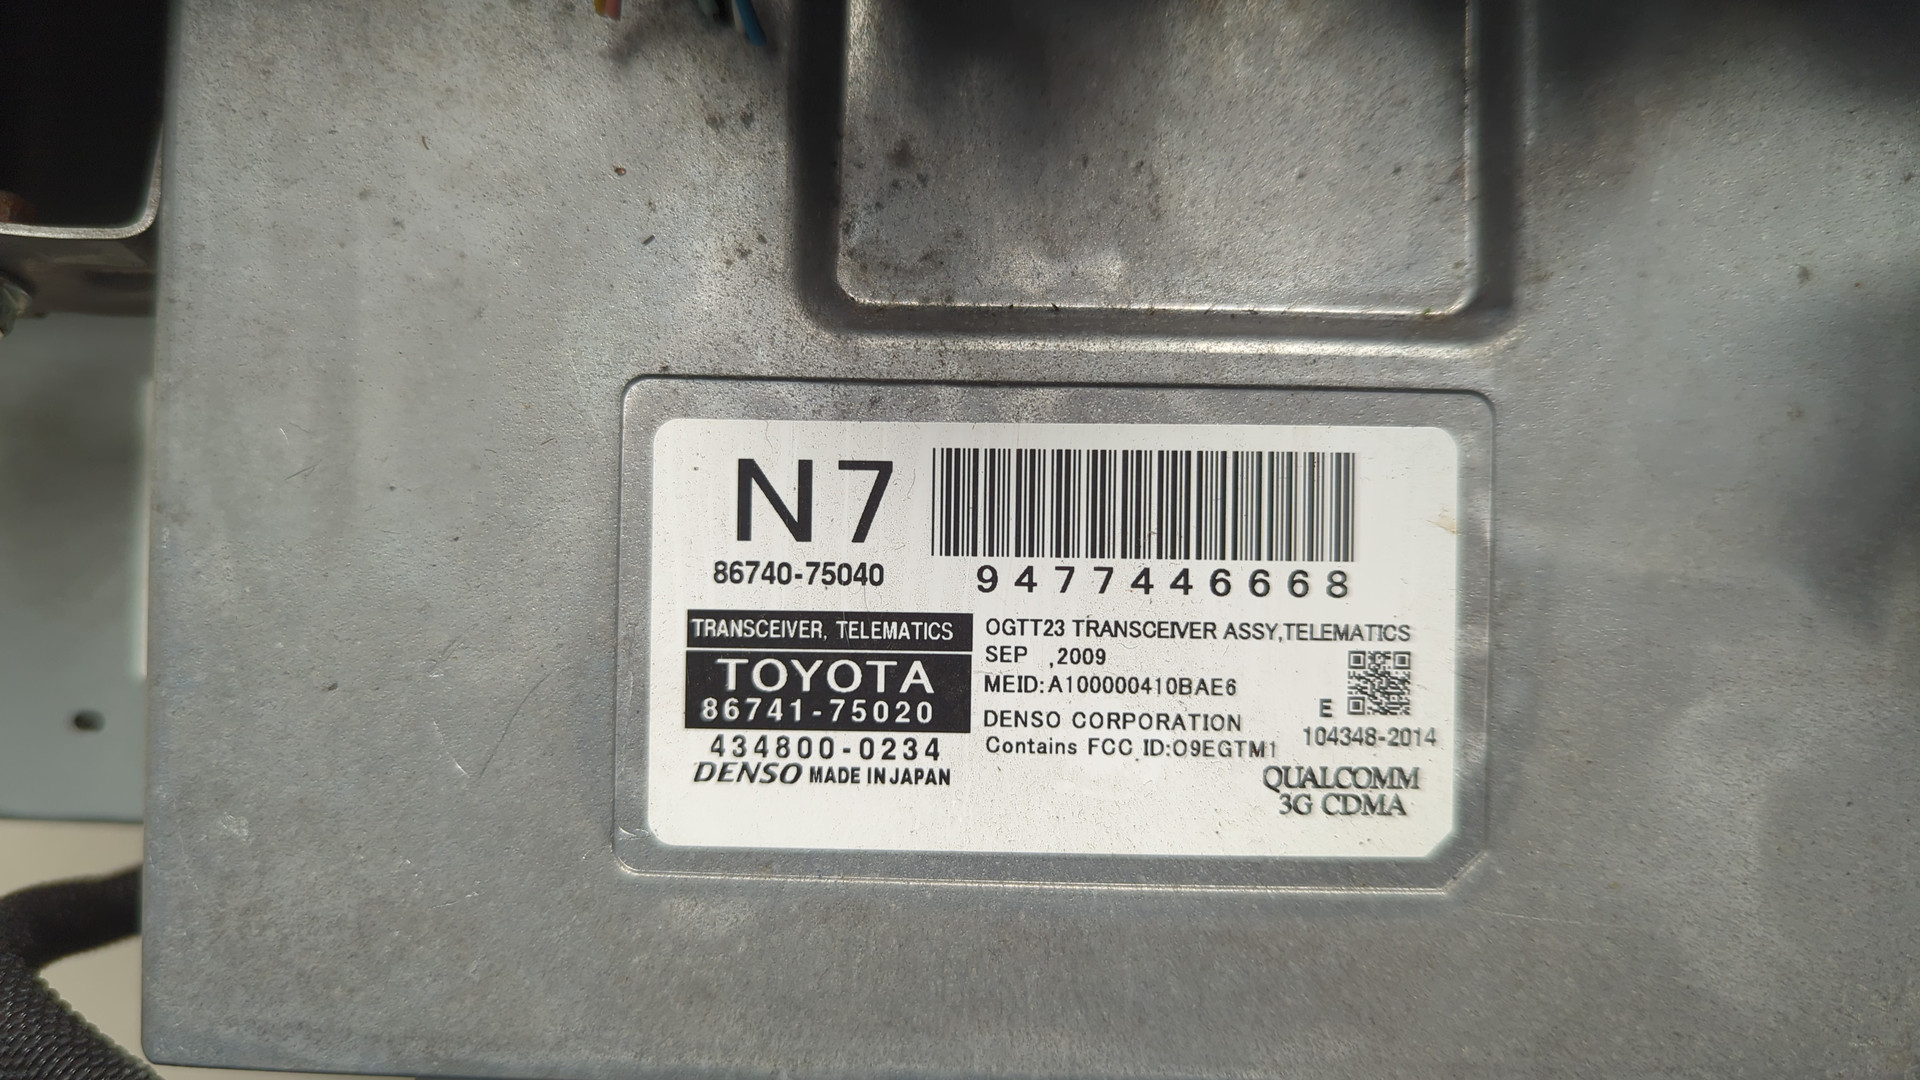 N7
86740-75040
9477446668
TRANSCEIVER, TELEMATICS
TOYOTA
86741-75020
434800-0234
DENSO MADE IN JAPAN
OGTT23 TRANSCEIVER ASSY,TELEMATICS
SEP ,2009
MEID:A100000410BAE6
DENSO CORPORATION
Contains FCC ID:O9EGTM1
E
104348-2014
QUALCOMM
3G CDMA